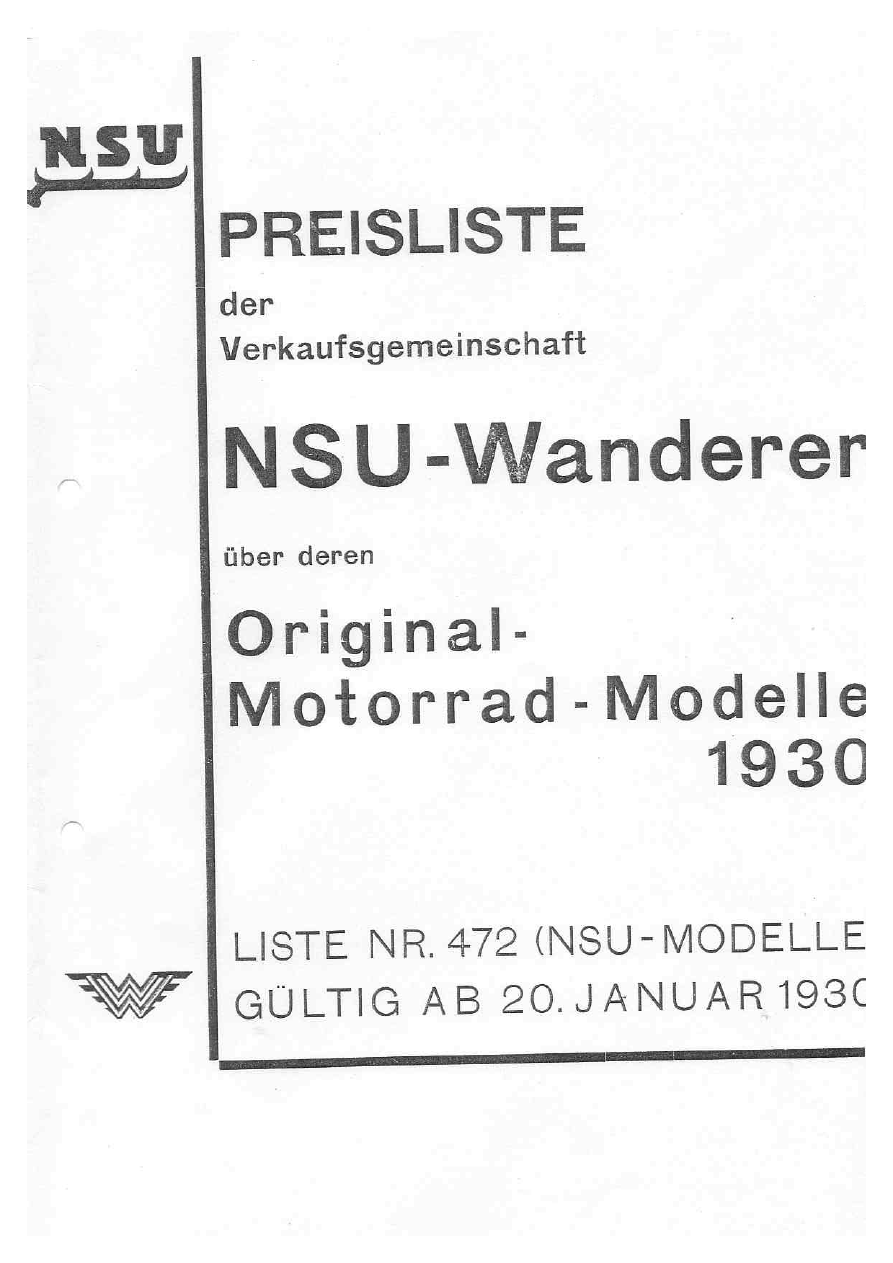 NSU
PREISLISTE
der
Verkaufsgemeinschaft
NSU-Wanderer
über deren
Original-
Motorrad-Modelle
1930
LISTE NR. 472 (NSU-MODELLE
GÜLTIG AB 20. JANUAR 1930
W